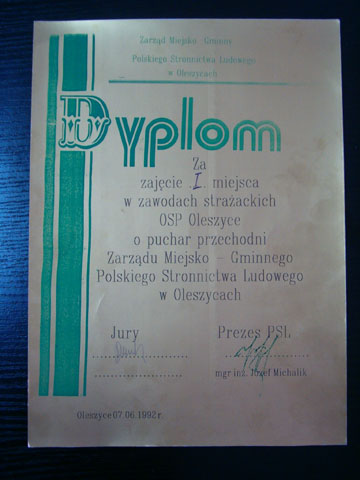 Zarząd Miejsko Gminny
Polskiego Stronnictwa Ludowego
w Oleszycach
Dyplom
Za
zajęcie I miejsca
w zawodach strażackich
OSP Oleszyce
o puchar przechodni
Zarządu Miejsko - Gminnego
Polskiego Stronnictwa Ludowego
w Oleszycach
Jury Prezes PSL
mgr inż. Józef Michalik
Oleszyce 07.06.1992 r.